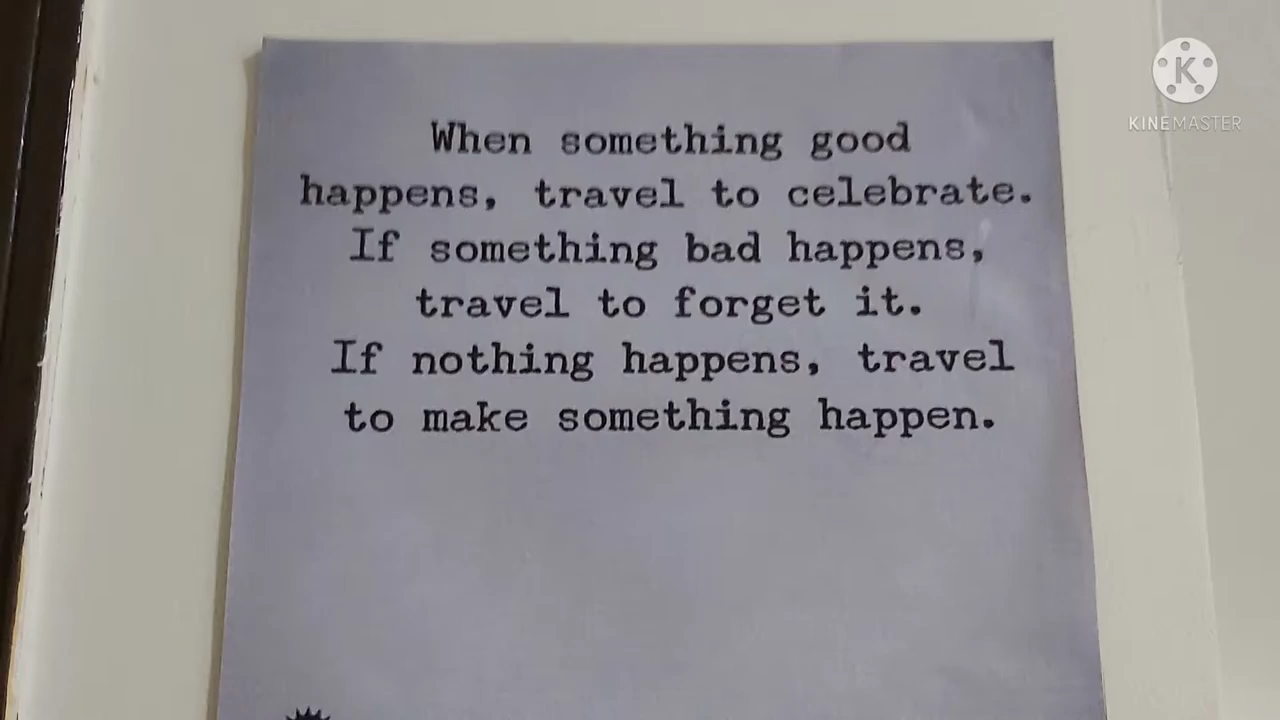 When something good
happens, travel to celebrate.
If something bad happens,
travel to forget it.
If nothing happens, travel
to make something happen.
K
KINEMASTER